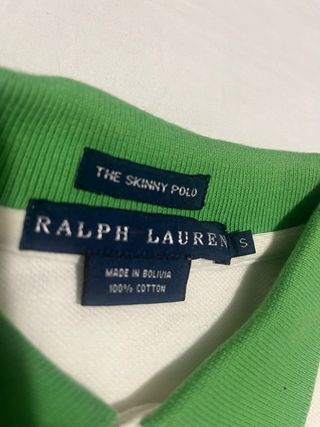 THE SKINNY POLO
RALPH LAUREN S
MADE IN BOLIVIA
100% COTTON